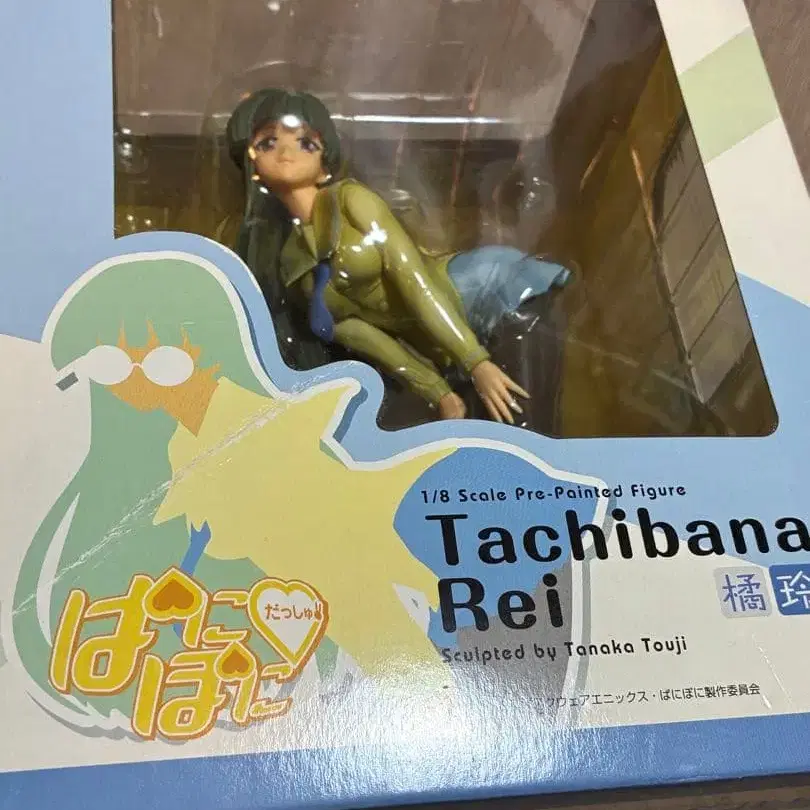 1/8 Scale Pre-Painted Figure
Tachibana
Rei
橘 玲
Sculpted by Tanaka Touji
ぱにぽに
だっしゅ!
クウェアエニックス・ぱにぽに製作委員会